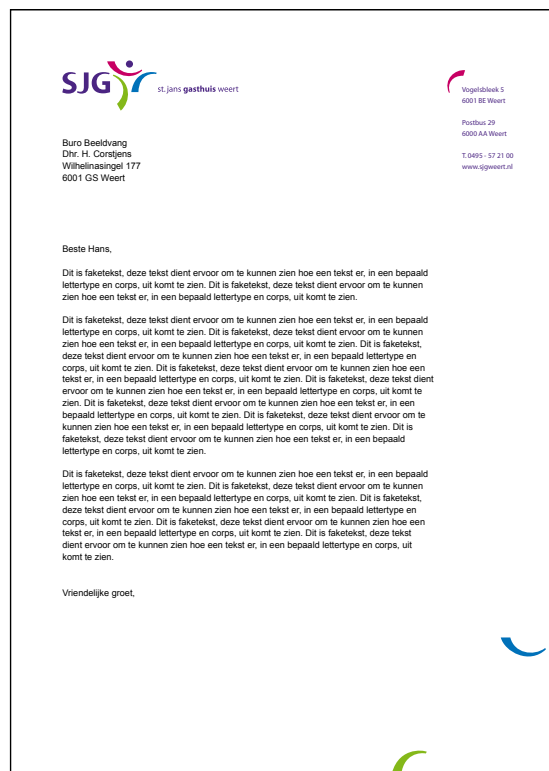 SJG st. jans gasthuis weert
Vogelsbleek 5
6001 BE Weert
Postbus 29
6000 AA Weert
T. 0495 - 57 21 00
www.sjgweert.nl
Buro Beeldvang
Dhr. H. Corstjens
Wilhelinasingel 177
6001 GS Weert
Beste Hans,
Dit is faketekst, deze tekst dient ervoor om te kunnen zien hoe een tekst er, in een bepaald
lettertype en corps, uit komt te zien. Dit is faketekst, deze tekst dient ervoor om te kunnen
zien hoe een tekst er, in een bepaald lettertype en corps, uit komt te zien.
Dit is faketekst, deze tekst dient ervoor om te kunnen zien hoe een tekst er, in een bepaald
lettertype en corps, uit komt te zien. Dit is faketekst, deze tekst dient ervoor om te kunnen
zien hoe een tekst er, in een bepaald lettertype en corps, uit komt te zien. Dit is faketekst,
deze tekst dient ervoor om te kunnen zien hoe een tekst er, in een bepaald lettertype en
corps, uit komt te zien. Dit is faketekst, deze tekst dient ervoor om te kunnen zien hoe een
tekst er, in een bepaald lettertype en corps, uit komt te zien. Dit is faketekst, deze tekst dient
ervoor om te kunnen zien hoe een tekst er, in een bepaald lettertype en corps, uit komt te
zien. Dit is faketekst, deze tekst dient ervoor om te kunnen zien hoe een tekst er, in een
bepaald lettertype en corps, uit komt te zien. Dit is faketekst, deze tekst dient ervoor om te
kunnen zien hoe een tekst er, in een bepaald lettertype en corps, uit komt te zien. Dit is
faketekst, deze tekst dient ervoor om te kunnen zien hoe een tekst er, in een bepaald
lettertype en corps, uit komt te zien.
Dit is faketekst, deze tekst dient ervoor om te kunnen zien hoe een tekst er, in een bepaald
lettertype en corps, uit komt te zien. Dit is faketekst, deze tekst dient ervoor om te kunnen
zien hoe een tekst er, in een bepaald lettertype en corps, uit komt te zien. Dit is faketekst,
deze tekst dient ervoor om te kunnen zien hoe een tekst er, in een bepaald lettertype en
corps, uit komt te zien. Dit is faketekst, deze tekst dient ervoor om te kunnen zien hoe een
tekst er, in een bepaald lettertype en corps, uit komt te zien. Dit is faketekst, deze tekst
dient ervoor om te kunnen zien hoe een tekst er, in een bepaald lettertype en corps, uit
komt te zien.
Vriendelijke groet,